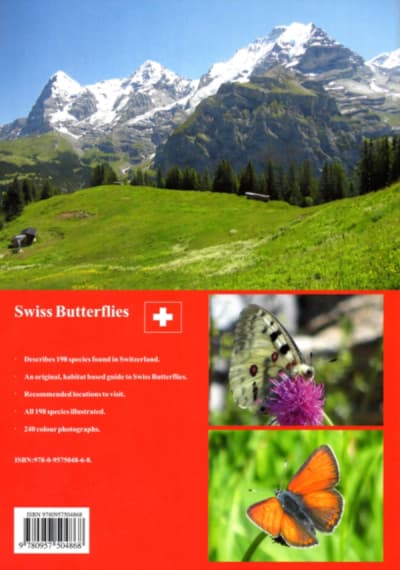 Swiss Butterflies
· Describes 198 species found in Switzerland.
· An original, habitat based guide to Swiss Butterflies.
· Recommended locations to visit.
· All 198 species illustrated.
· 240 colour photographs.
ISBN:978-0-9575048-6-8.
ISBN 9780957504868
9 780957 504868